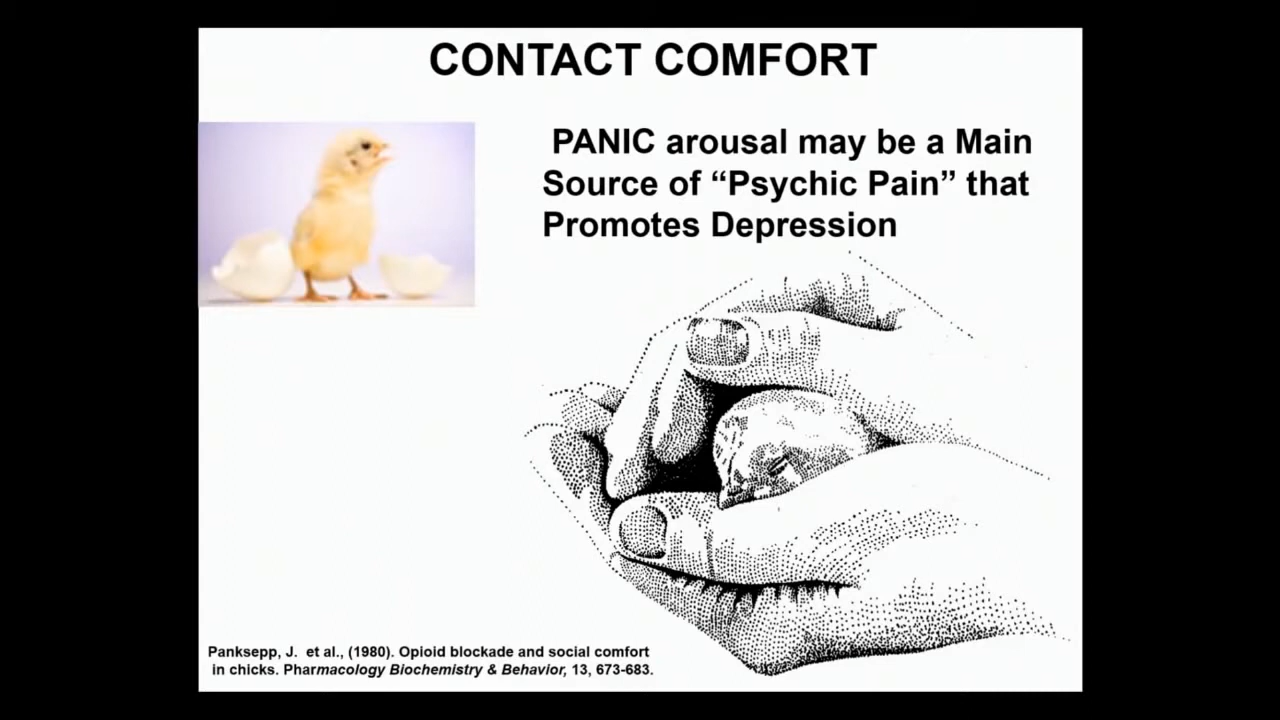 CONTACT COMFORT
PANIC arousal may be a Main
Source of “Psychic Pain” that
Promotes Depression
Panksepp, J. et al., (1980). Opioid blockade and social comfort
in chicks. Pharmacology Biochemistry & Behavior, 13, 673-683.